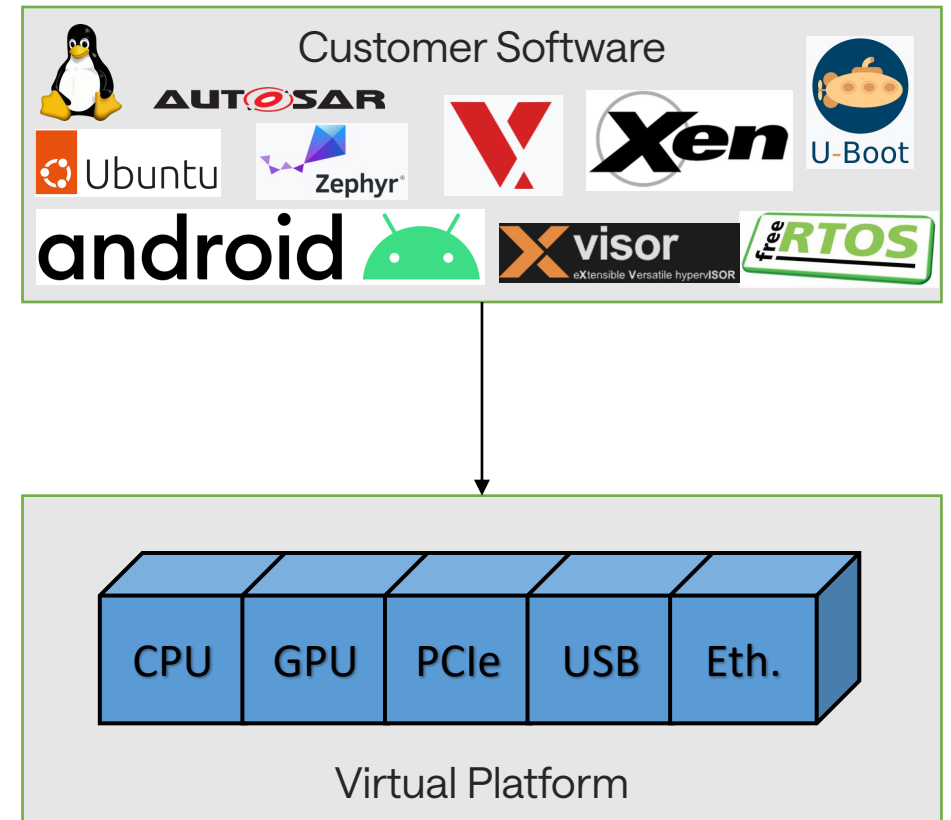 Customer Software
AUTOSAR
U-Boot
Ubuntu
Zephyr®
Xen
android
X visor
eXtensible Versatile hypervISOR
free RTOS
CPU GPU PCIe USB Eth.
Virtual Platform